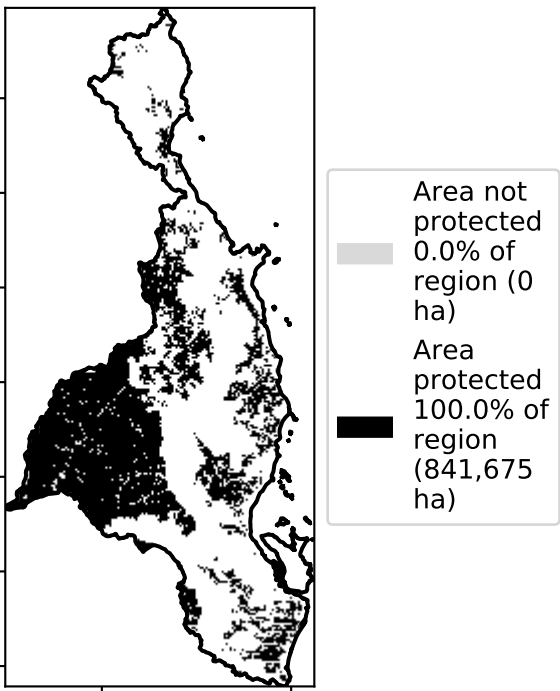 Area not
protected
0.0% of
region (0
ha)
Area
protected
100.0% of
region
(841,675
ha)